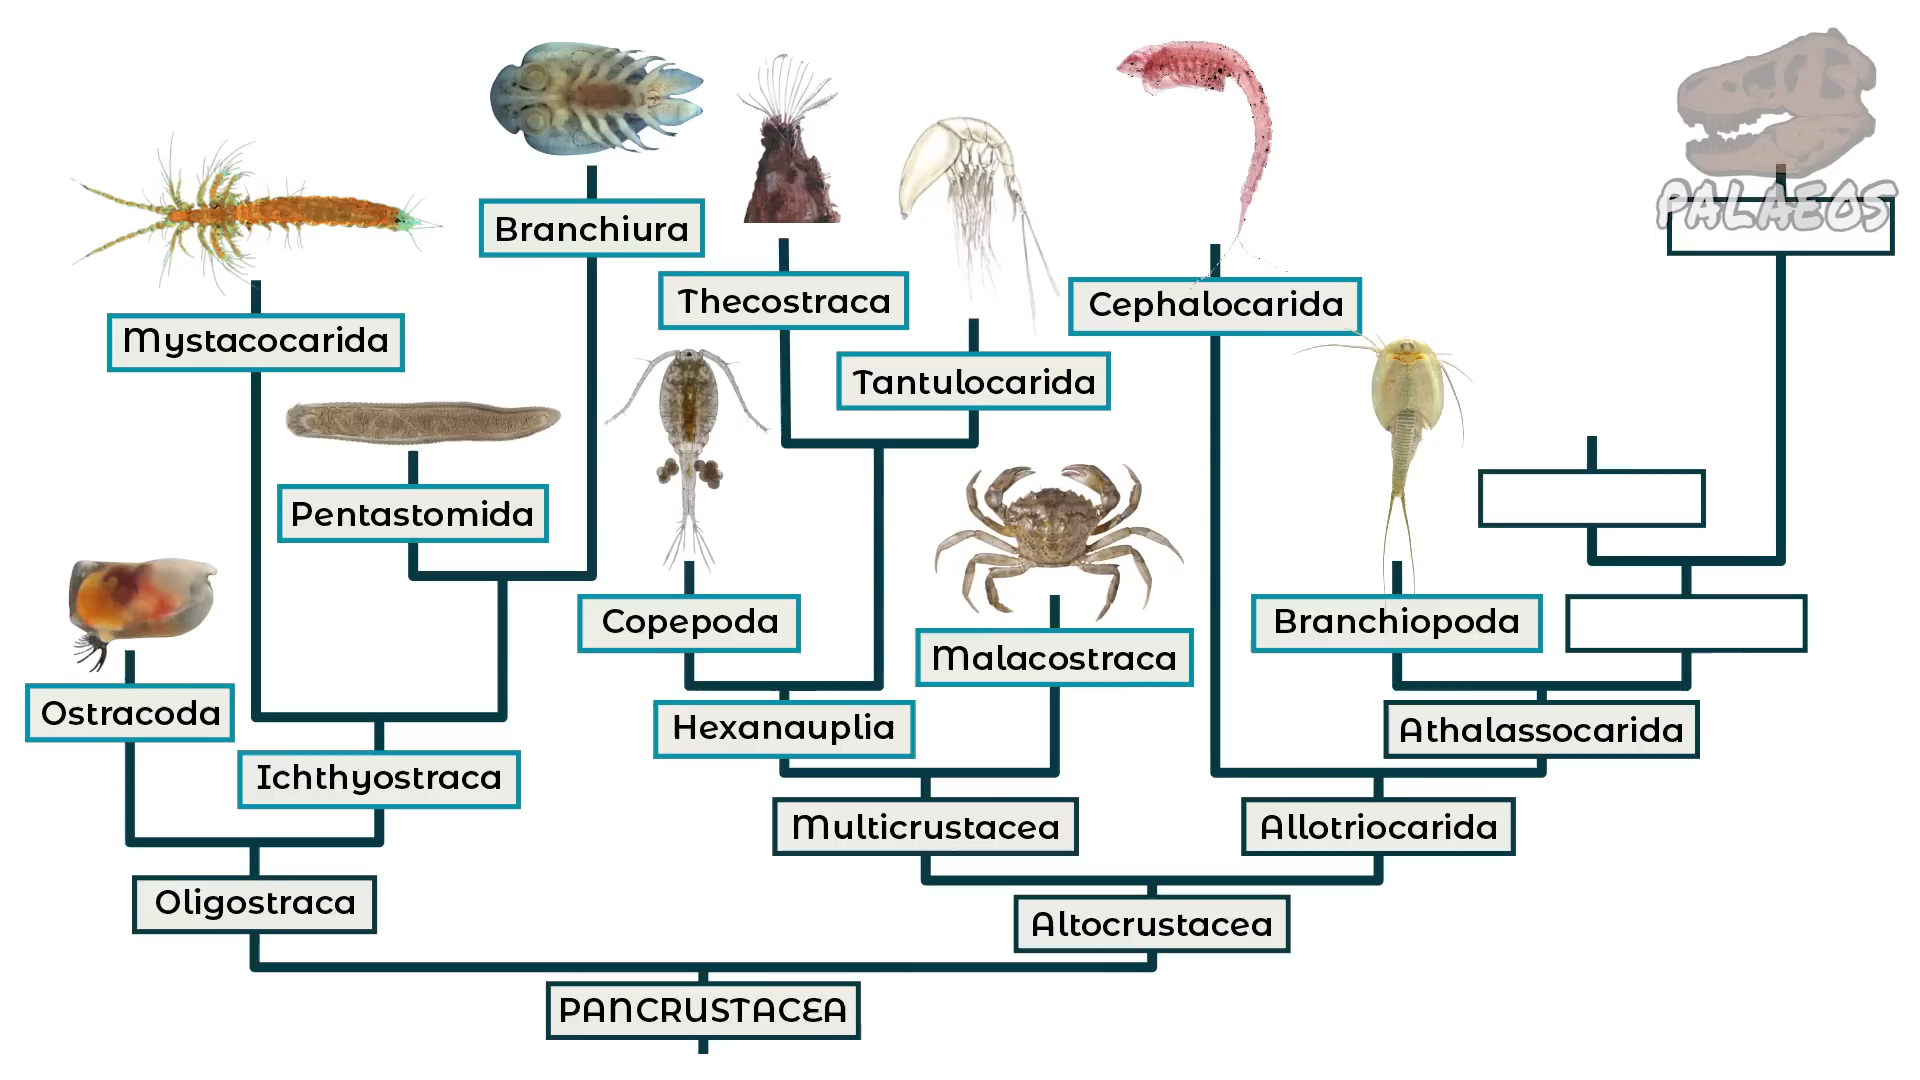 PALAEOS
Branchiura
Thecostraca
Cephalocarida
Mystacocarida
Tantulocarida
Pentastomida
Copepoda
Branchiopoda
Malacostraca
Ostracoda
Hexanauplia
Athalassocarida
Ichthyostraca
Multicrustacea
Allotriocarida
Oligostraca
Altocrustacea
PANCRUSTACEA